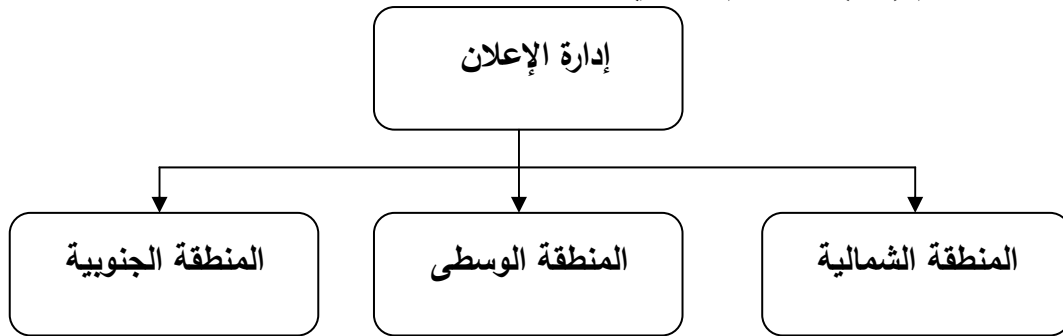 إدارة الإعلان
المنطقة الشمالية
المنطقة الوسطى
المنطقة الجنوبية